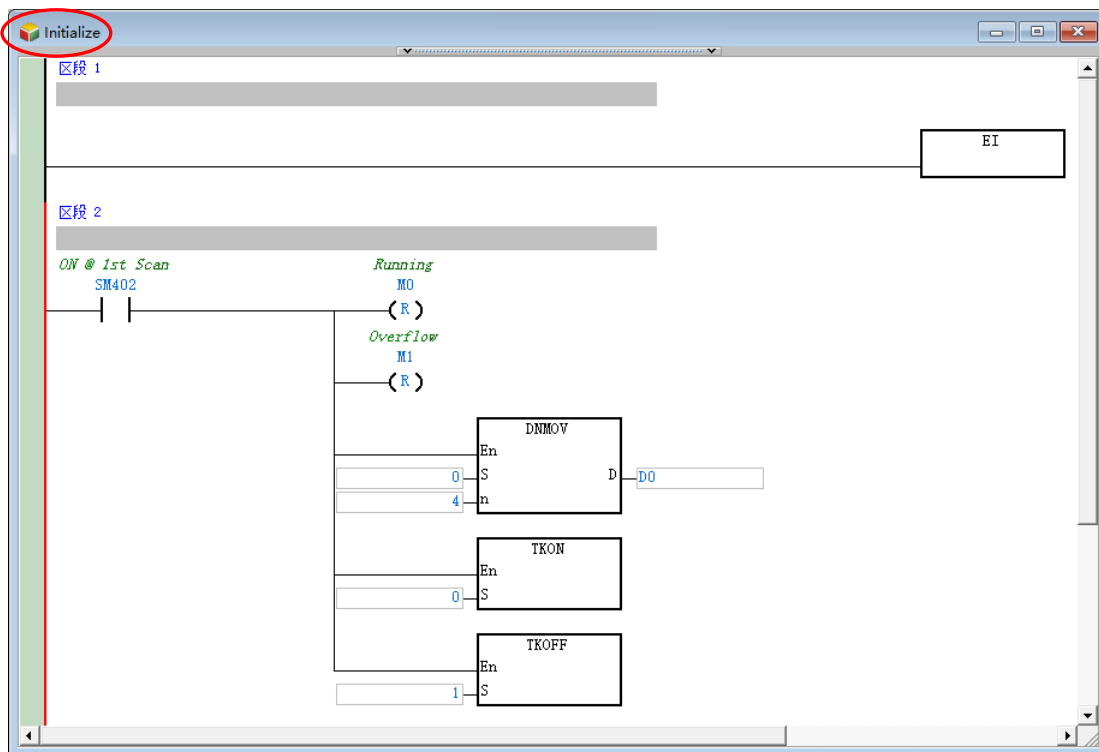 Initialize
区段 1
EI
区段 2
ON @ 1st Scan
SM402
Running
M0
R
Overflow
M1
R
DNMOV
En
0 S D D0
4 n
TKON
En
0 S
TKOFF
En
1 S